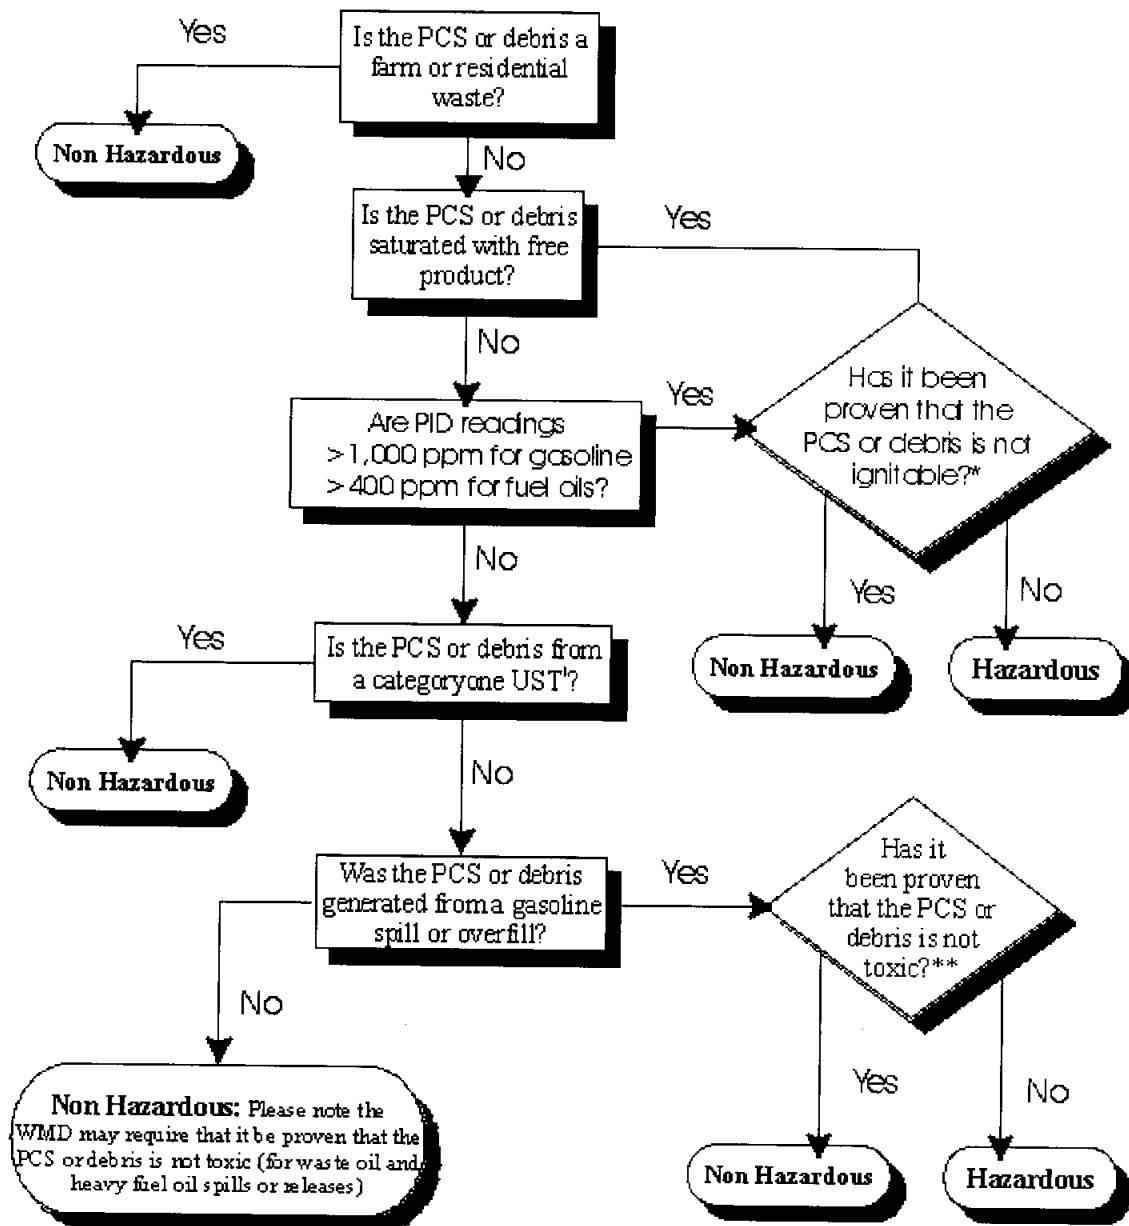 Yes
Is the PCS or debris a
farm or residential
waste?
Non Hazardous
No
Is the PCS or debris
saturated with free
product?
Yes
No
Are PID readings
>1,000 ppm for gasoline
>400 ppm for fuel oils?
Yes
Has it been
proven that the
PCS or debris is not
ignitable?*
No
Yes
No
Non Hazardous
Hazardous
Yes
Is the PCS or debris from
a categoryone UST¹?
Non Hazardous
No
Was the PCS or debris
generated from a gasoline
spill or overfill?
Yes
Has it
been proven
that the PCS or
debris is not
toxic?**
No
Non Hazardous: Please note the
WMD may require that it be proven that the
PCS or debris is not toxic (for waste oil and
heavy fuel oil spills or releases)
Yes
No
Non Hazardous
Hazardous